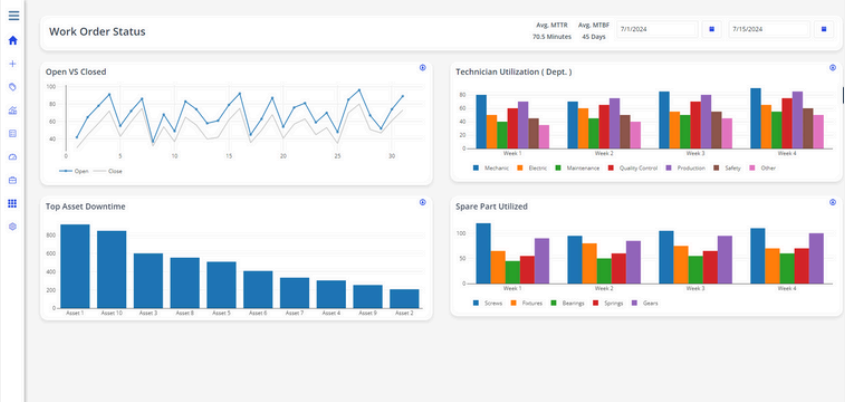 Work Order Status
Avg. MTTR
70.5 Minutes
Avg. MTBF
45 Days
7/1/2024
7/15/2024
Open VS Closed
100
80
60
40
0 5 10 15 20 25 30
Open Close
Technician Utilization ( Dept. )
80
60
40
20
0
Week 1 Week 2 Week 3 Week 4
Mechanic Electric Maintenance Quality Control Production Safety Other
Top Asset Downtime
800
600
400
200
0
Asset 1 Asset 10 Asset 3 Asset 8 Asset 5 Asset 6 Asset 7 Asset 4 Asset 9 Asset 2
Spare Part Utilized
100
50
0
Week 1 Week 2 Week 3 Week 4
Screws Fixtures Bearings Springs Gears